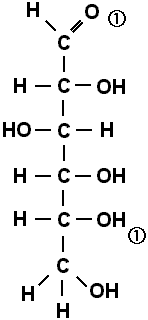 H O ①
C
H C OH
HO C H
H C OH
H C OH
①
C
H H OH